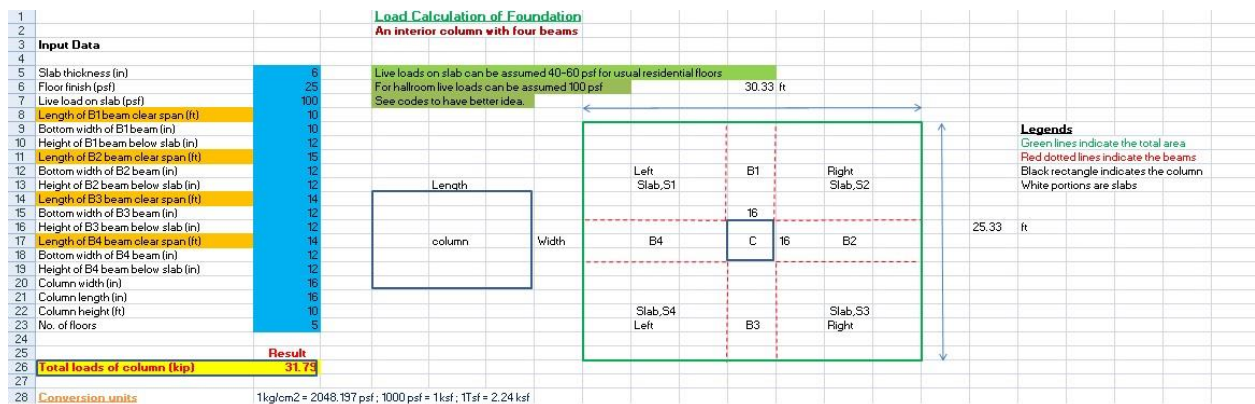 1
Load Calculation of Foundation
2
An interior column with four beams
3 Input Data
4
5 Slab thickness (in) 6 Live loads on slab can be assumed 40-60 psf for usual residential floors
6 Floor finish (psf) 25 For hallroom live loads can be assumed 100 psf 30.33 ft
7 Live load on slab (psf) 100 See codes to have better idea.
8 Length of B1 beam clear span (ft) 10
9 Bottom width of B1 beam (in) 10 Legends
10 Height of B1 beam below slab (in) 12 Green lines indicate the total area
11 Length of B2 beam clear span (ft) 15 Red dotted lines indicate the beams
12 Bottom width of B2 beam (in) 12 Left B1 Right Black rectangle indicates the column
13 Height of B2 beam below slab (in) 12 Length Slab,S1 Slab,S2 White portions are slabs
14 Length of B3 beam clear span (ft) 14
15 Bottom width of B3 beam (in) 12 16
16 Height of B3 beam below slab (in) 12 25.33 ft
17 Length of B4 beam clear span (ft) 14 column Width B4 C 16 B2
18 Bottom width of B4 beam (in) 12
19 Height of B4 beam below slab (in) 12
20 Column width (in) 16
21 Column length (in) 16
22 Column height (ft) 10 Slab,S4 Slab,S3
23 No. of floors 5 Left B3 Right
24
25 Result
26 Total loads of column (kip) 31.79
27
28 Conversion units 1kg/cm2 = 2048.197 psf ; 1000 psf = 1ksf ; 1Tsf = 2.24 ksf